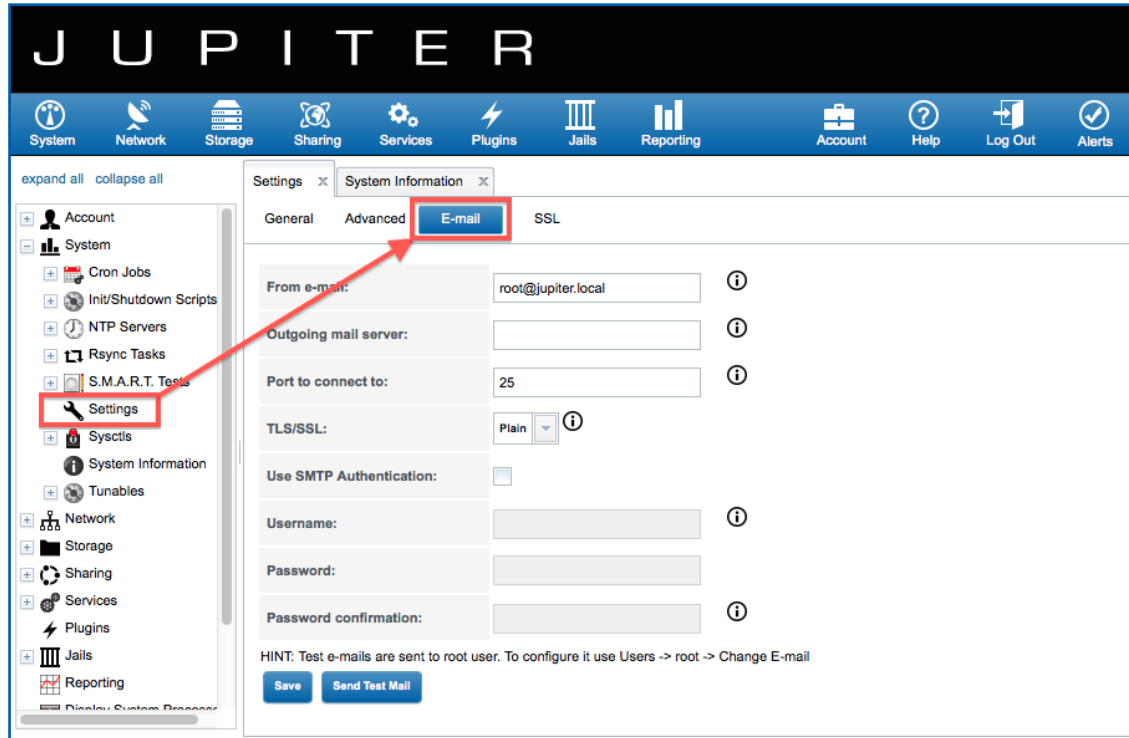 JUPITER
System Network Storage Sharing Services Plugins Jails Reporting Account Help Log Out Alerts
expand all collapse all
Settings x System Information x
General Advanced E-mail SSL
Account
System
Cron Jobs
Init/Shutdown Scripts
NTP Servers
Rsync Tasks
S.M.A.R.T. Tests
Settings
Sysctls
System Information
Tunables
Network
Storage
Sharing
Services
Plugins
Jails
Reporting
Display System Processes
From e-mail: root@jupiter.local
Outgoing mail server:
Port to connect to: 25
TLS/SSL: Plain
Use SMTP Authentication:
Username:
Password:
Password confirmation:
HINT: Test e-mails are sent to root user. To configure it use Users -> root -> Change E-mail
Save Send Test Mail